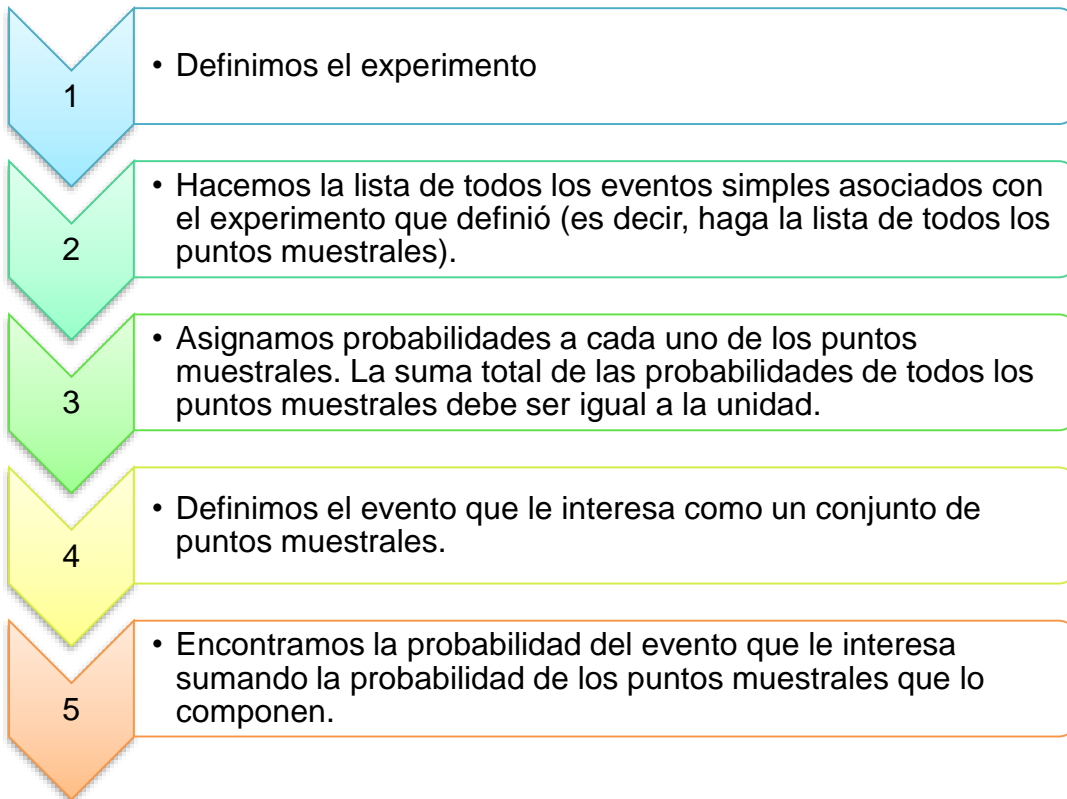 1
• Definimos el experimento
2
• Hacemos la lista de todos los eventos simples asociados con
el experimento que definió (es decir, haga la lista de todos los
puntos muestrales).
3
• Asignamos probabilidades a cada uno de los puntos
muestrales. La suma total de las probabilidades de todos los
puntos muestrales debe ser igual a la unidad.
4
• Definimos el evento que le interesa como un conjunto de
puntos muestrales.
5
• Encontramos la probabilidad del evento que le interesa
sumando la probabilidad de los puntos muestrales que lo
componen.